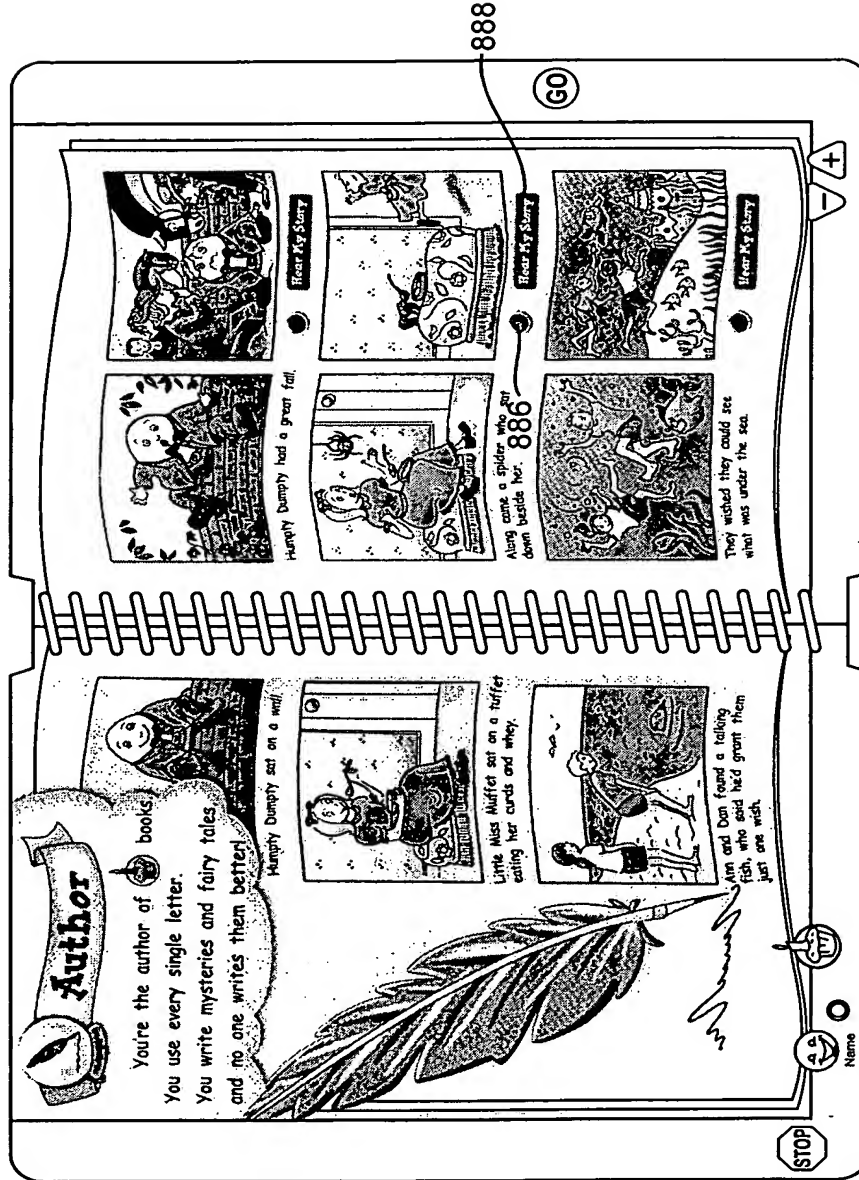 Author
You're the author of books.
You use every single letter.
You write mysteries and fairy tales
and no one writes them better!
Humpty Dumpty sat on a wall,
Little Miss Muffet sat on a tuffet
eating her curds and whey.
Ann and Dan found a talking
fish, who said he'd grant them
just one wish.
STOP
Name
Humpty Dumpty had a great fall.
Hear My Story
Along came a spider who sat
down beside her.
886
Hear My Story
888
They wished they could see
what was under the sea.
Hear My Story
GO
-
+